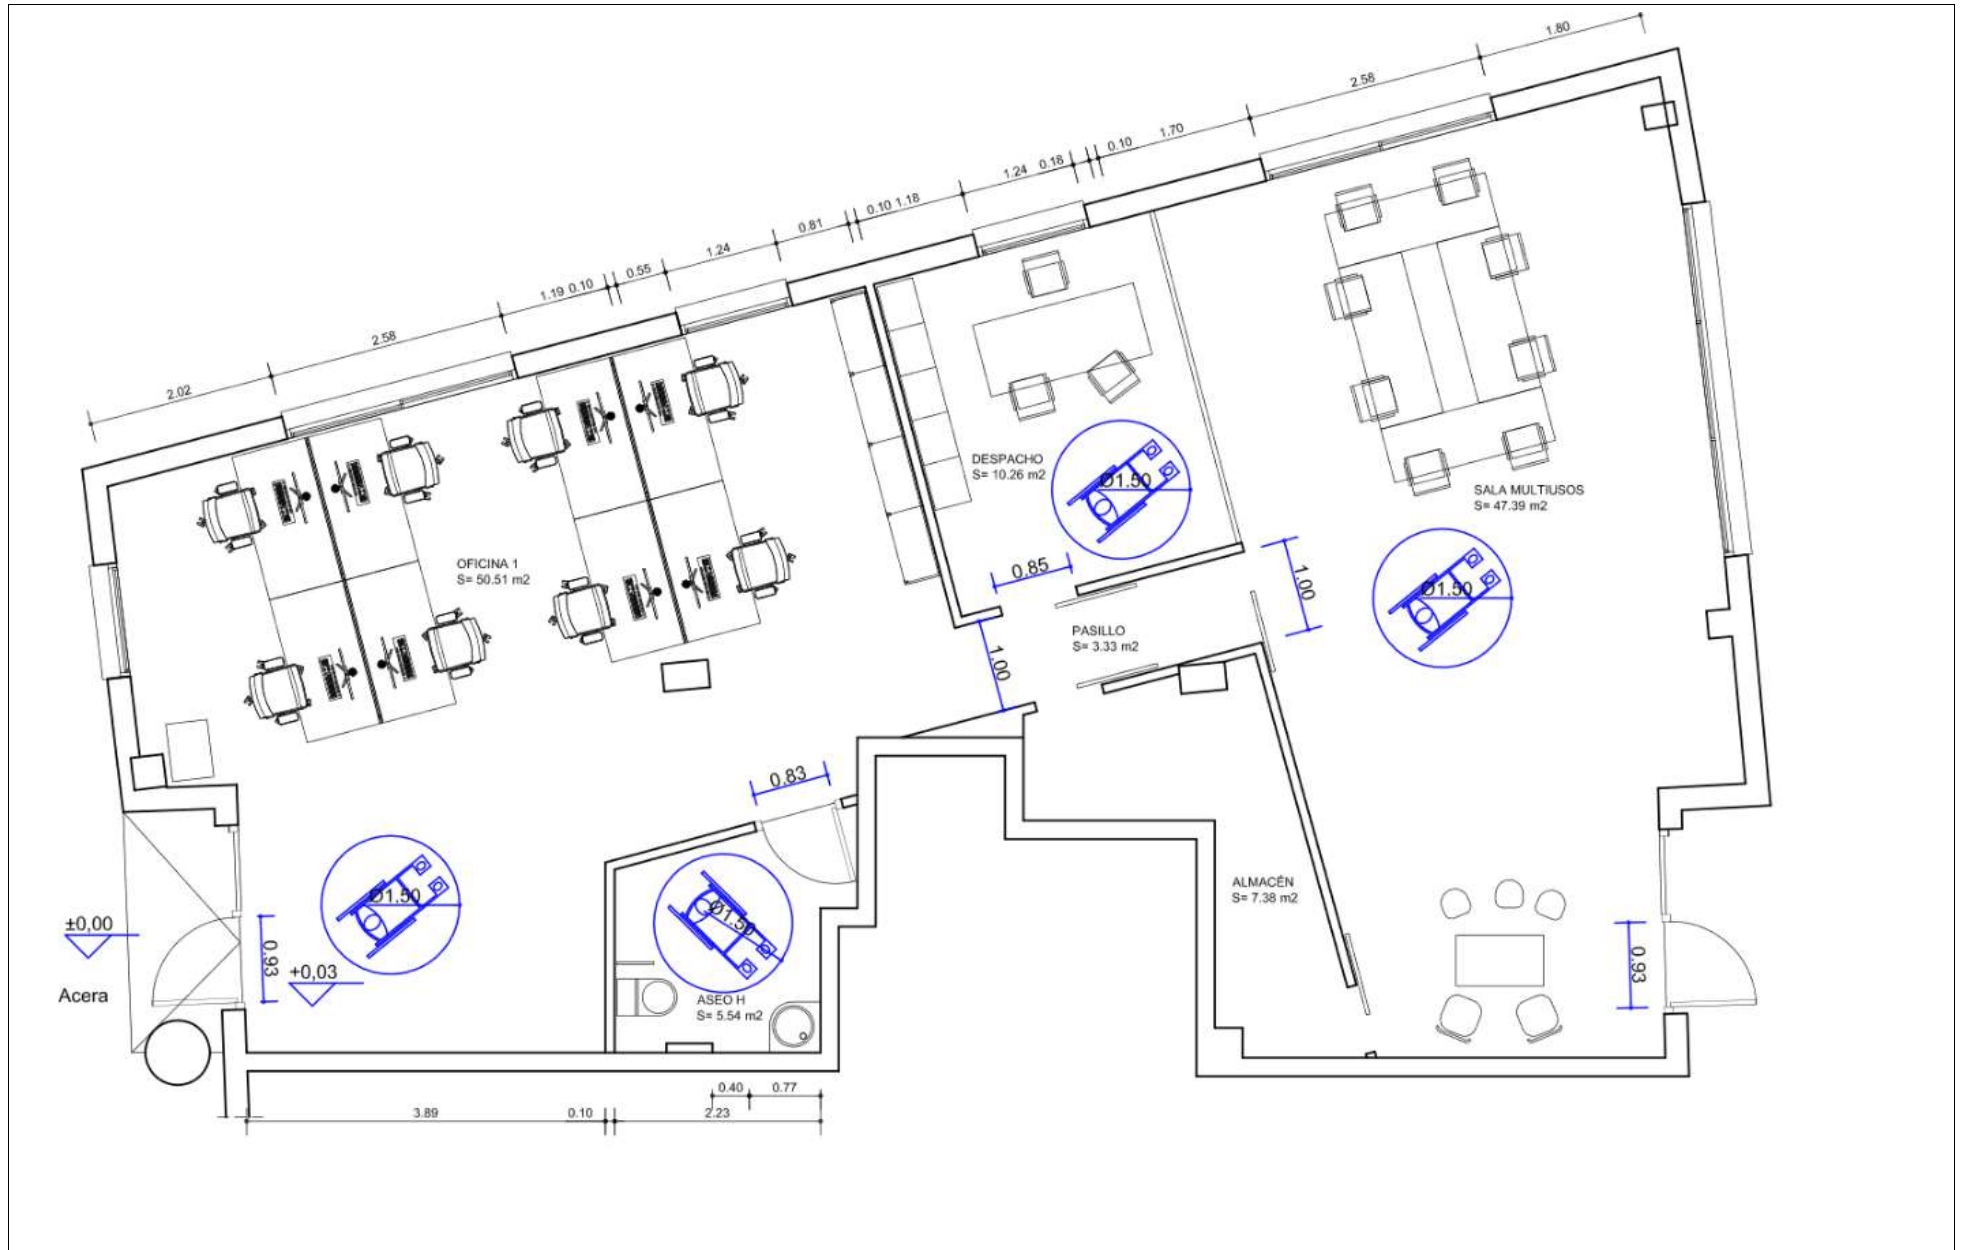 1.80
2.58
0.10
1.70
1.24
0.18
0.10
1.18
0.81
1.24
0.55
1.19
0.10
2.58
2.02
DESPACHO
S= 10.26 m2
Ø1.50
SALA MULTIUSOS
S= 47.39 m2
OFICINA 1
S= 50.51 m2
0.85
1.00
Ø1.50
PASILLO
S= 3.33 m2
1.00
0.83
ALMACÉN
S= 7.38 m2
Ø1.50
Ø1.50
±0,00
0.93
+0,03
0.93
Acera
ASEO H
S= 5.54 m2
0.40
0.77
3.89
0.10
2.23